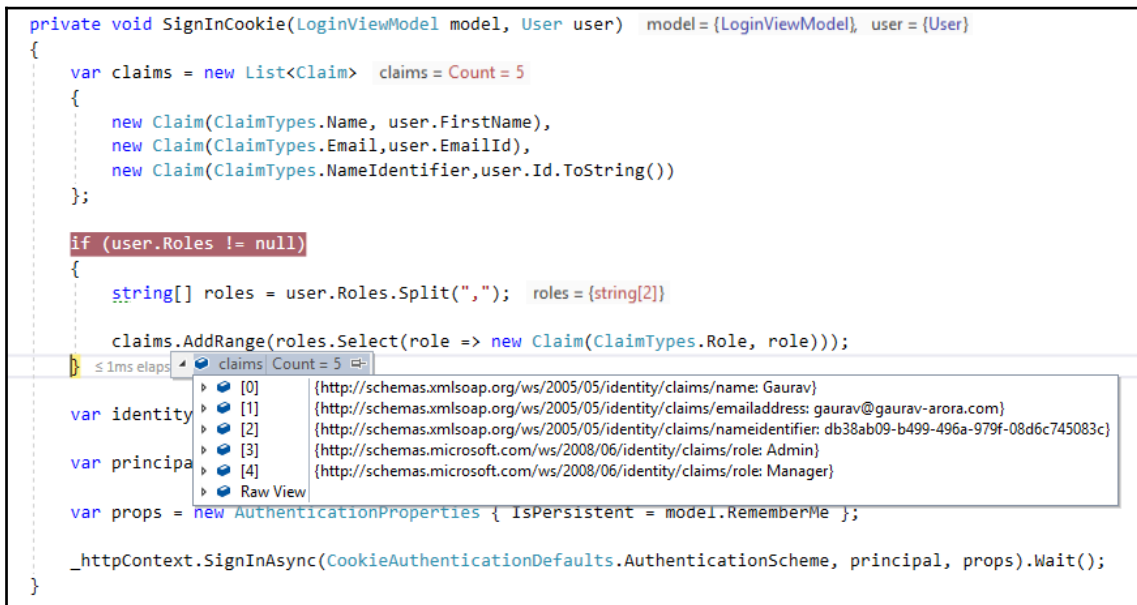 private void SignInCookie(LoginViewModel model, User user) model = {LoginViewModel}, user = {User}
{
var claims = new List<Claim> claims = Count = 5
{
new Claim(ClaimTypes.Name, user.FirstName),
new Claim(ClaimTypes.Email,user.EmailId),
new Claim(ClaimTypes.NameIdentifier,user.Id.ToString())
};
if (user.Roles != null)
{
string[] roles = user.Roles.Split(","); roles = {string[2]}
claims.AddRange(roles.Select(role => new Claim(ClaimTypes.Role, role)));
} ≤ 1ms elaps claims Count = 5
[0] {http://schemas.xmlsoap.org/ws/2005/05/identity/claims/name: Gaurav}
[1] {http://schemas.xmlsoap.org/ws/2005/05/identity/claims/emailaddress: gaurav@gaurav-arora.com}
var identity [2] {http://schemas.xmlsoap.org/ws/2005/05/identity/claims/nameidentifier: db38ab09-b499-496a-979f-08d6c745083c}
[3] {http://schemas.microsoft.com/ws/2008/06/identity/claims/role: Admin}
var principa [4] {http://schemas.microsoft.com/ws/2008/06/identity/claims/role: Manager}
Raw View
var props = new AuthenticationProperties { IsPersistent = model.RememberMe };
_httpContext.SignInAsync(CookieAuthenticationDefaults.AuthenticationScheme, principal, props).Wait();
}